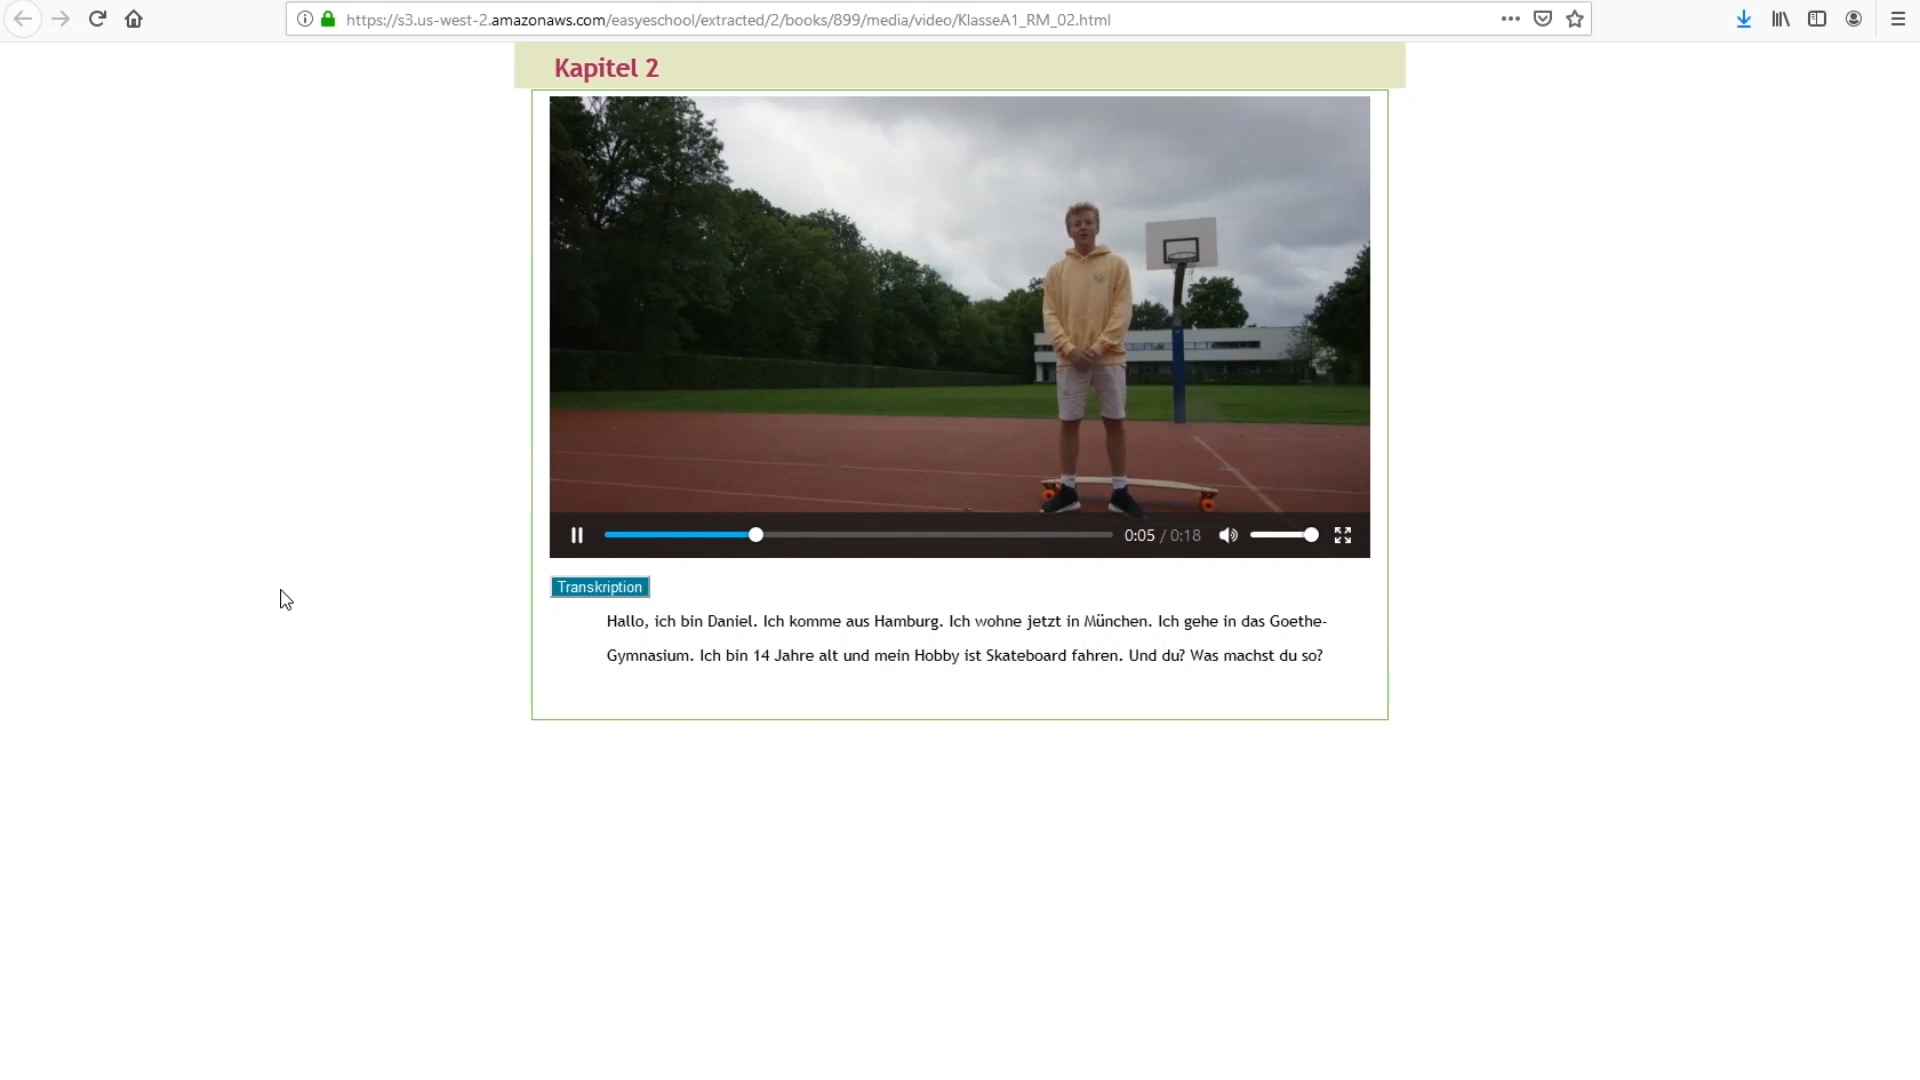 https://s3.us-west-2.amazonaws.com/easyeschool/extracted/2/books/899/media/video/KlasseA1_RM_02.html
Kapitel 2
0:05 / 0:18
Transkription
Hallo, ich bin Daniel. Ich komme aus Hamburg. Ich wohne jetzt in München. Ich gehe in das Goethe-
Gymnasium. Ich bin 14 Jahre alt und mein Hobby ist Skateboard fahren. Und du? Was machst du so?